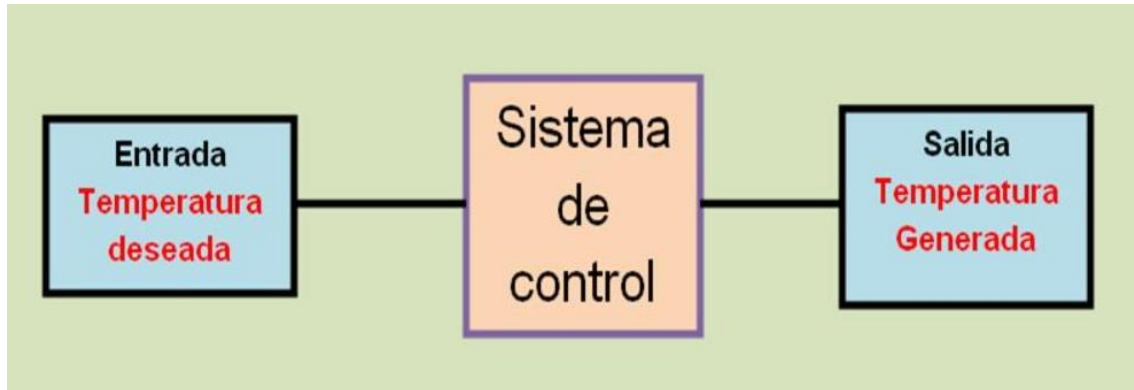 Entrada
Temperatura
deseada
Sistema
de
control
Salida
Temperatura
Generada